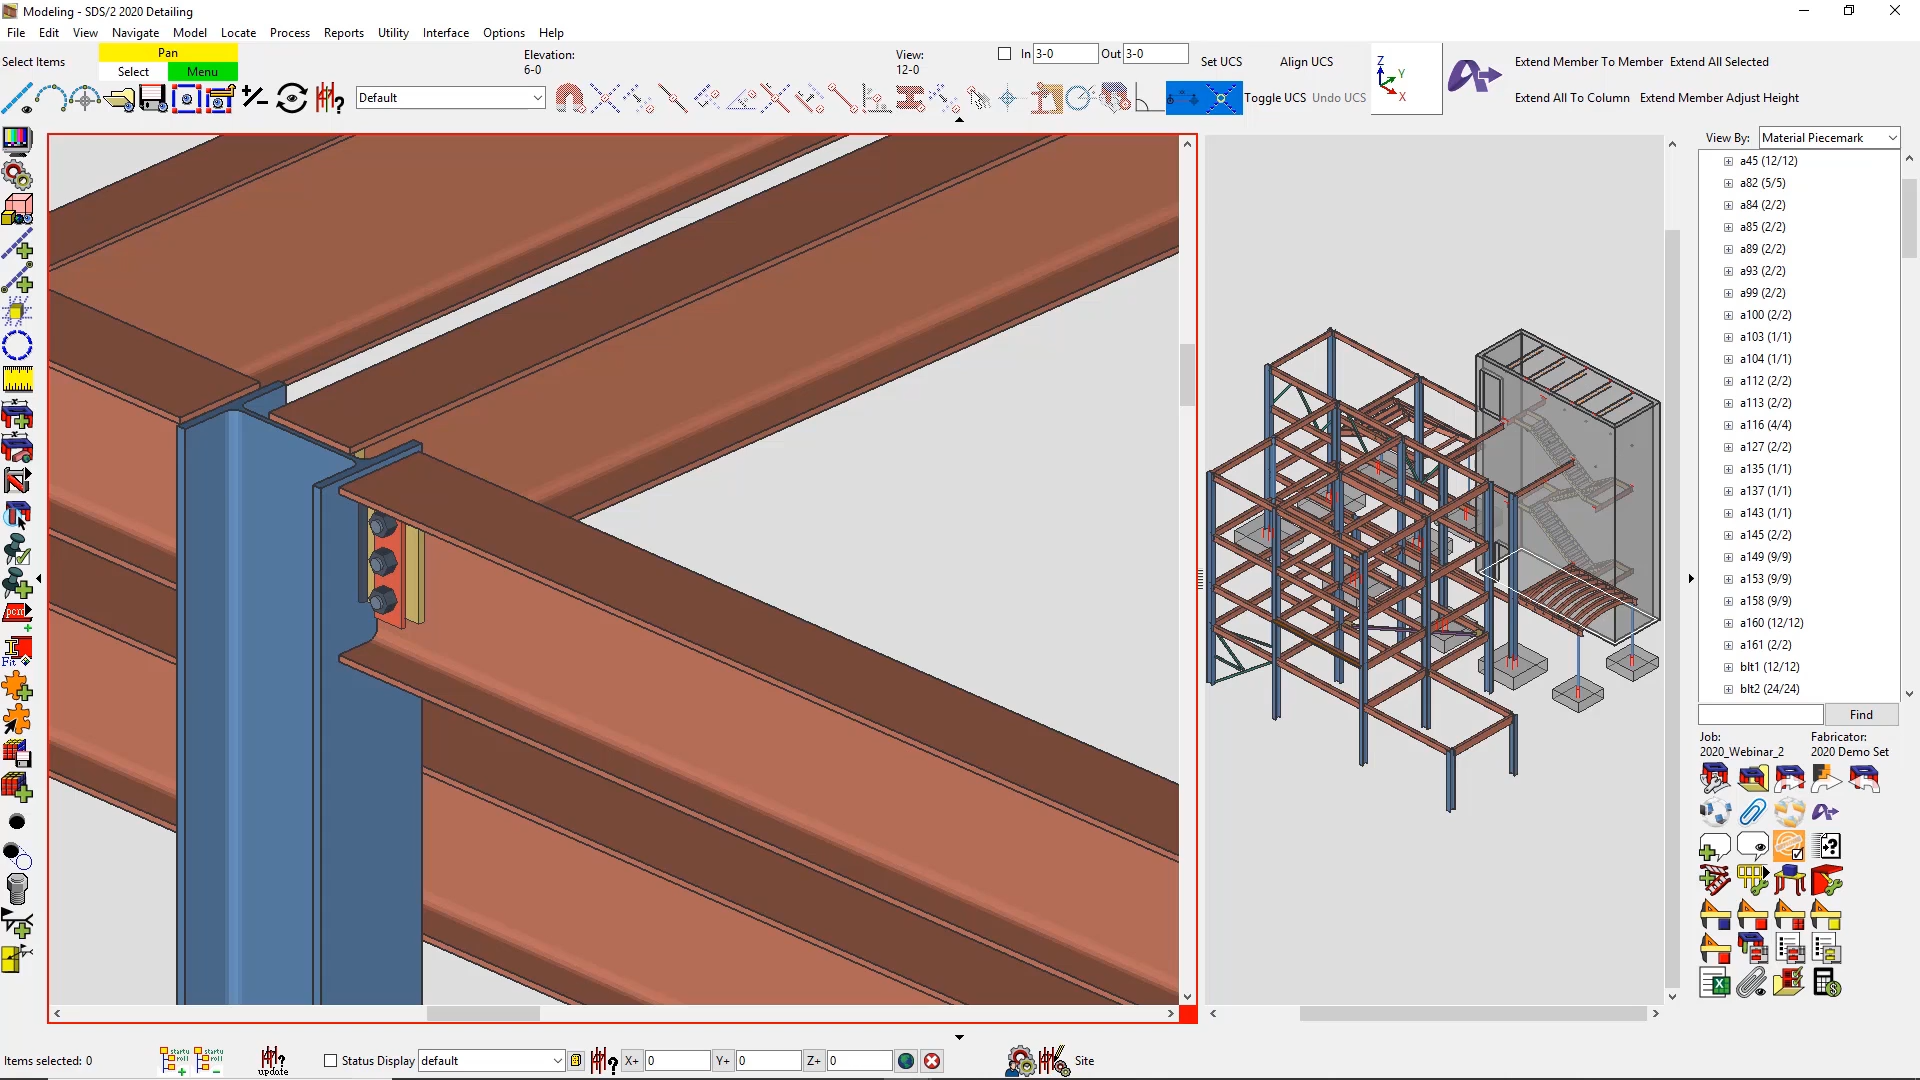 Modeling - SDS/2 2020 Detailing
File Edit View Navigate Model Locate Process Reports Utility Interface Options Help
Select Items
Pan
Select Menu
Elevation:
6-0
View:
12-0
In 3-0 Out 3-0
Set UCS
Align UCS
Extend Member To Member Extend All Selected
Default
Toggle UCS Undo UCS
Z
Y
X
Extend All To Column Extend Member Adjust Height
View By: Material Piecemark
a45 (12/12)
a82 (5/5)
a84 (2/2)
a85 (2/2)
a89 (2/2)
a93 (2/2)
a99 (2/2)
a100 (2/2)
a103 (1/1)
a104 (1/1)
a112 (2/2)
a113 (2/2)
a116 (4/4)
a127 (2/2)
a135 (1/1)
a137 (1/1)
a143 (1/1)
a145 (2/2)
a149 (9/9)
a153 (9/9)
a158 (9/9)
a160 (12/12)
a161 (2/2)
blt1 (12/12)
blt2 (24/24)
Find
Job:
2020_Webinar_2
Fabricator:
2020 Demo Set
pcm
Fit
Items selected: 0
startu
roll
startu
roll
update
Status Display default
X+ 0 Y+ 0 Z+ 0
Site